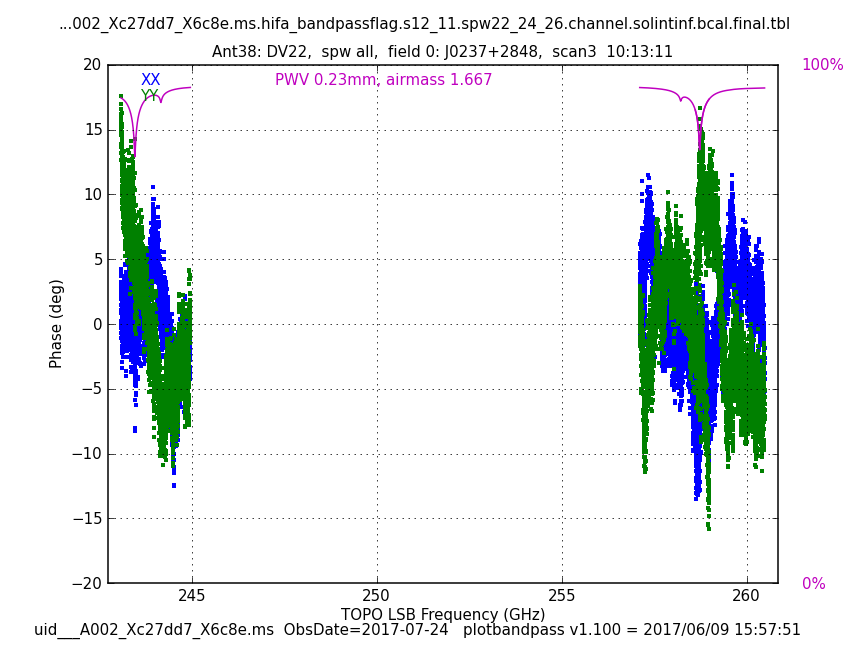 ...002_Xc27dd7_X6c8e.ms.hifa_bandpassflag.s12_11.spw22_24_26.channel.solintinf.bcal.final.tbl
Ant38: DV22,  spw all,  field 0: J0237+2848,  scan3  10:13:11
20
XX
YY
PWV 0.23mm, airmass 1.667
100%
15
10
5
0
−5
−10
−15
−20
Phase (deg)
0%
245
250
255
260
TOPO LSB Frequency (GHz)
uid___A002_Xc27dd7_X6c8e.ms  ObsDate=2017-07-24   plotbandpass v1.100 = 2017/06/09 15:57:51